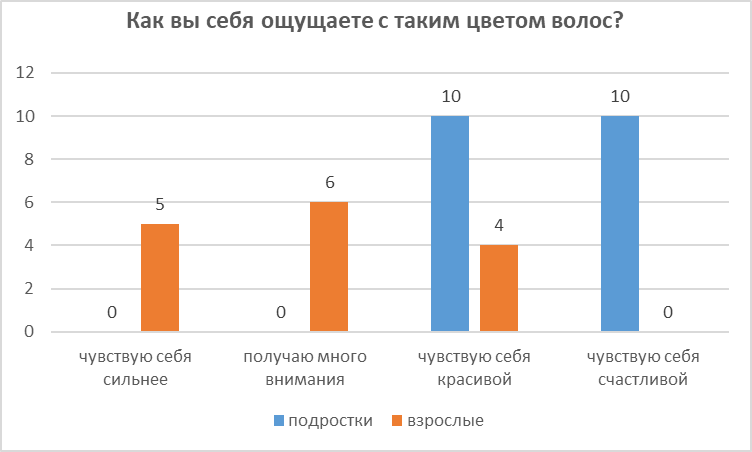 Как вы себя ощущаете с таким цветом волос?
12
10
8
6
4
2
0
0
5
0
6
10
4
10
0
чувствую себя
сильнее
получаю много
внимания
чувствую себя
красивой
чувствую себя
счастливой
подростки
взрослые